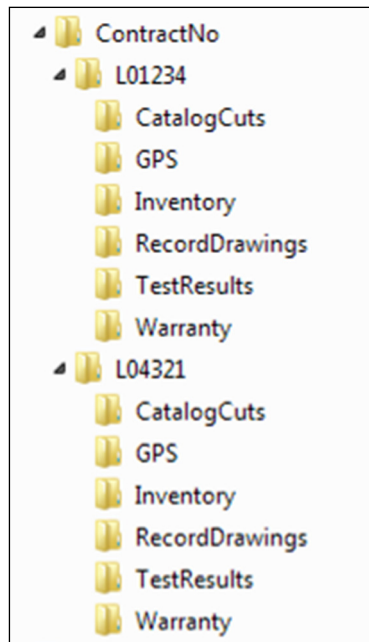 ContractNo
L01234
CatalogCuts
GPS
Inventory
RecordDrawings
TestResults
Warranty
L04321
CatalogCuts
GPS
Inventory
RecordDrawings
TestResults
Warranty